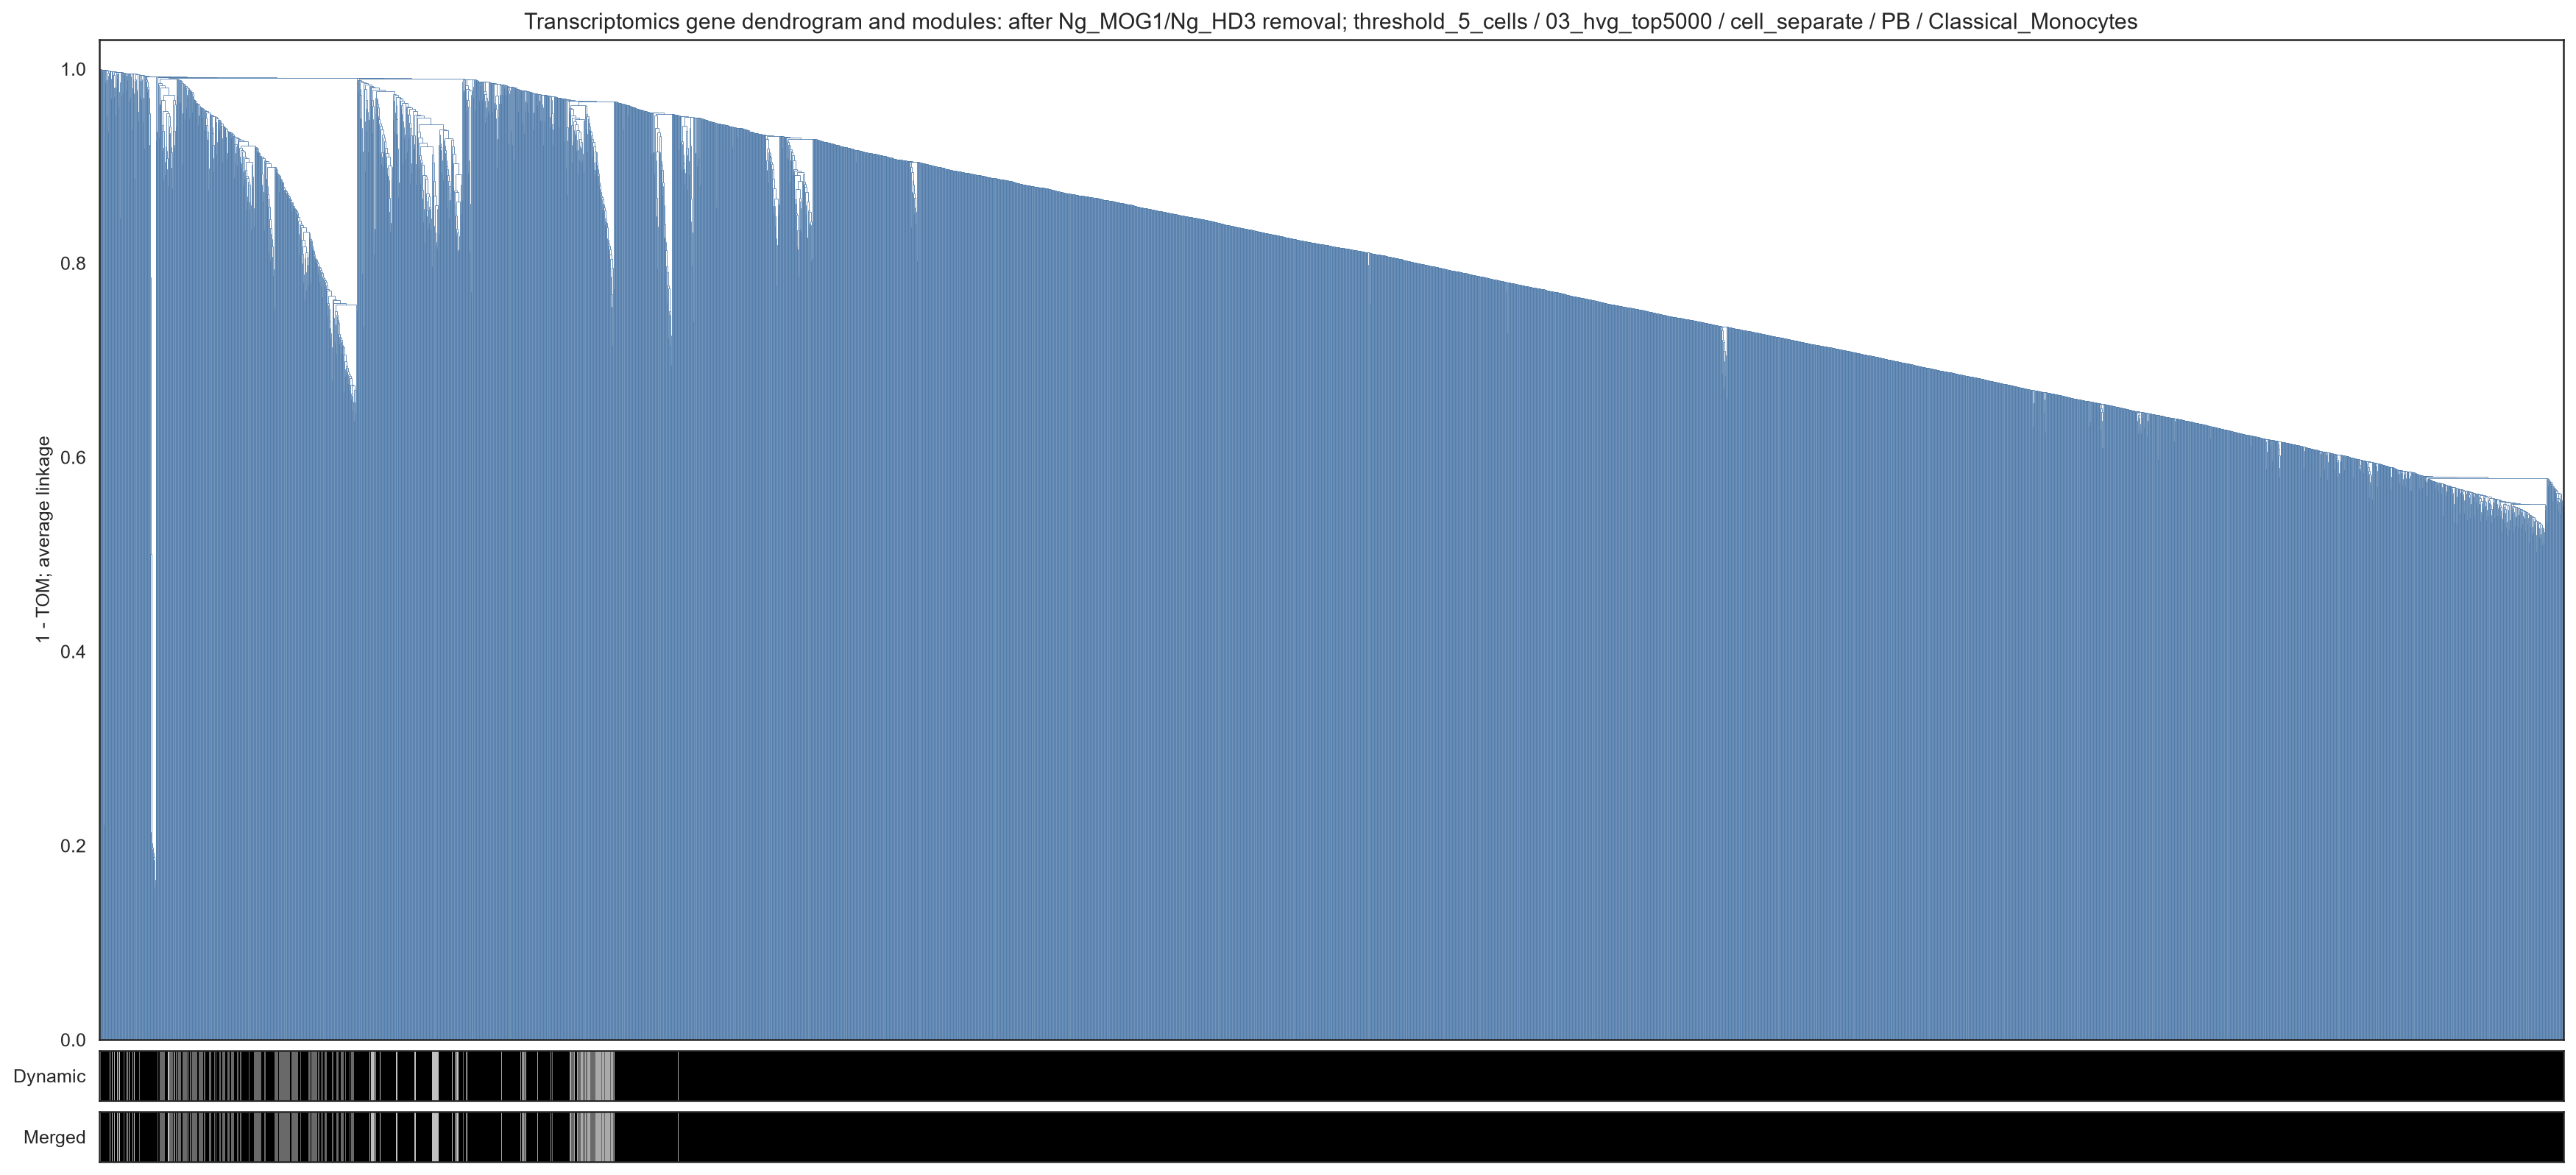 Transcriptomics gene dendrogram and modules: after Ng_MOG1/Ng_HD3 removal; threshold_5_cells / 03_hvg_top5000 / cell_separate / PB / Classical_Monocytes
1.0
0.8
0.6
0.4
0.2
0.0
1 - TOM; average linkage
Dynamic
Merged